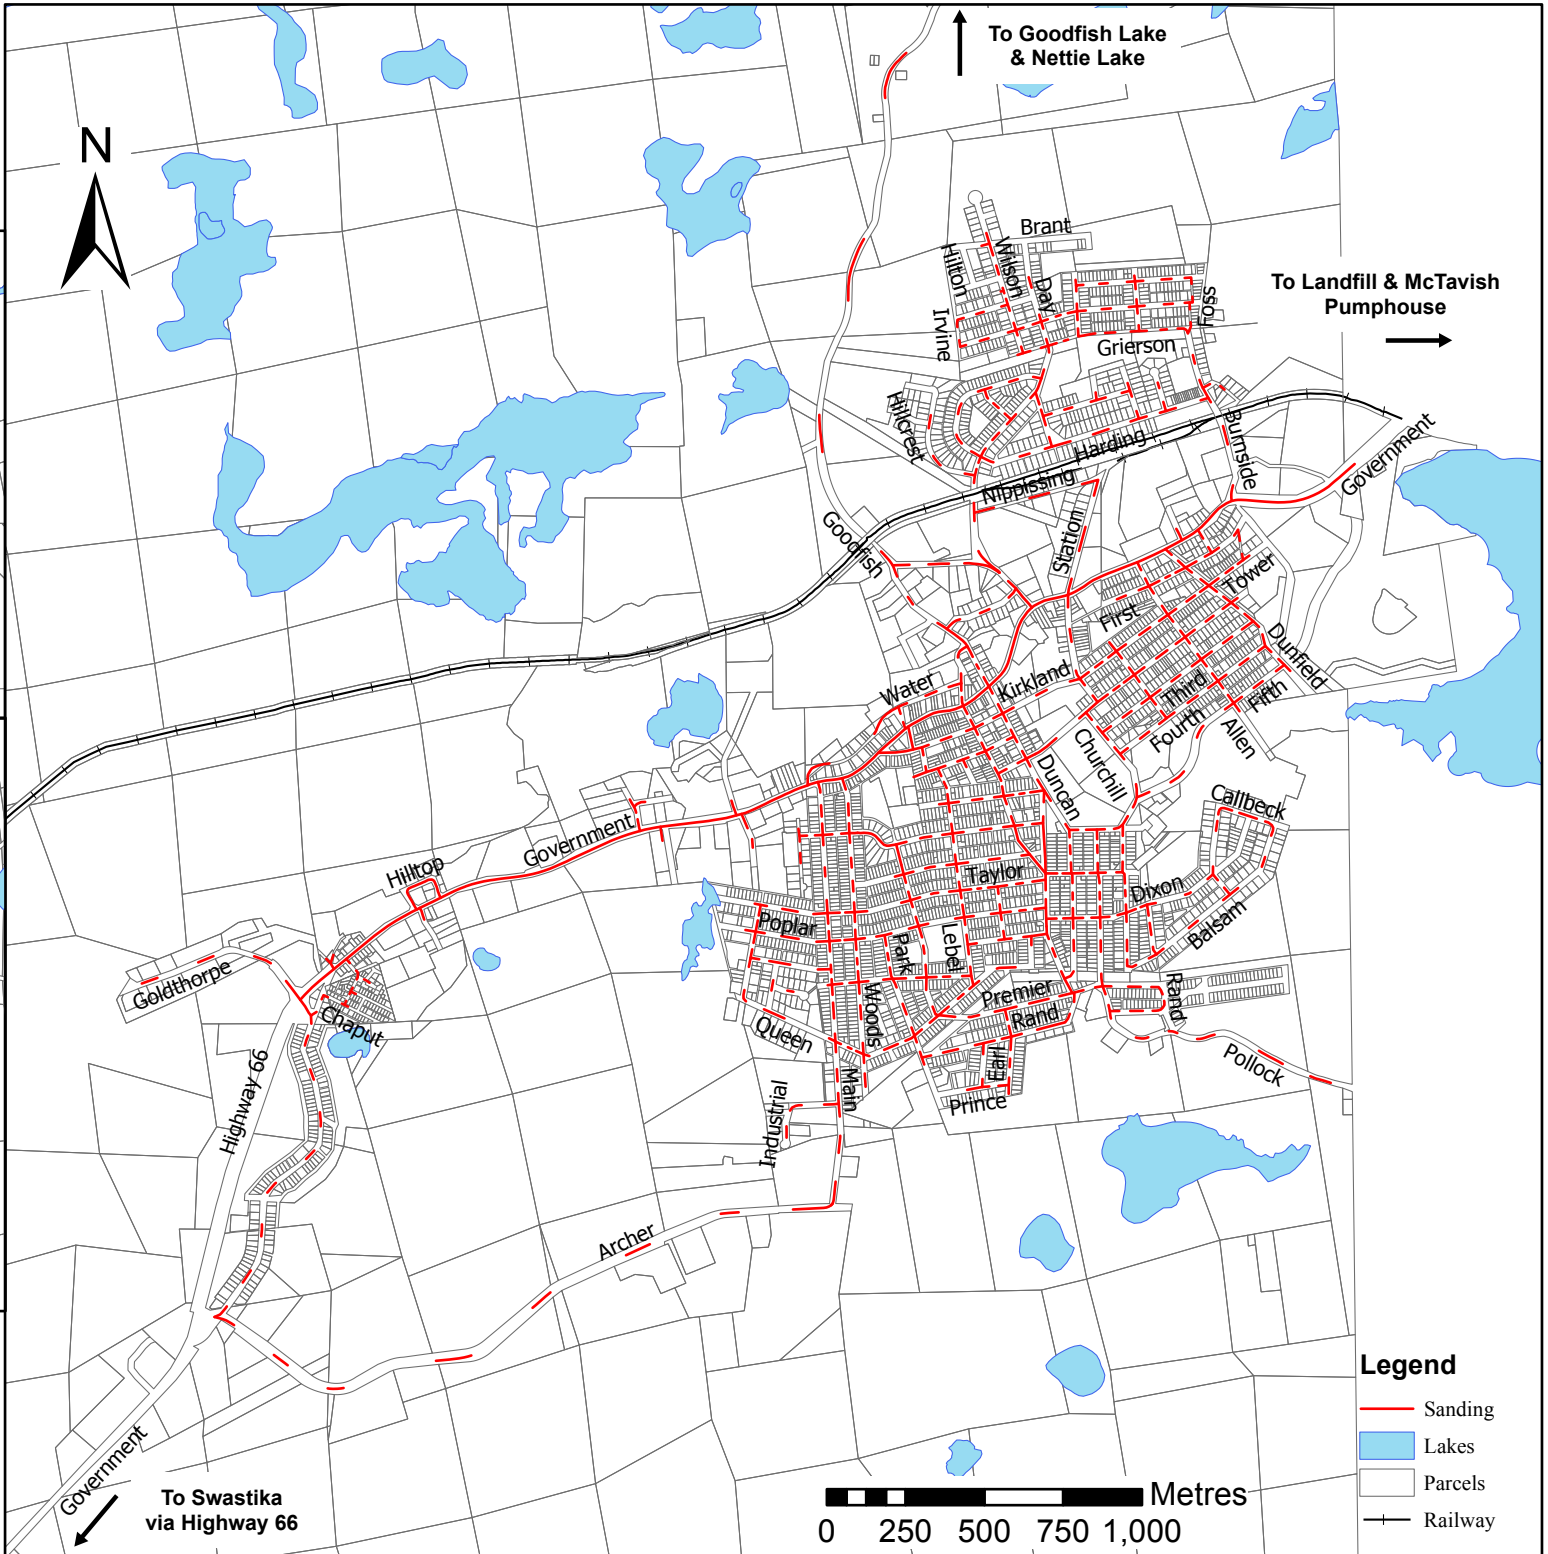 To Goodfish Lake
& Nettie Lake
N
Brant
Wilson
Hilton
Day
Foss
To Landfill & McTavish
Pumphouse
Irvine
Grierson
Hillcrest
Burnside
Harding
Government
Nippissing
Station
Goodfish
Tower
First
Dunfield
Kirkland
Water
Third
Fifth
Fourth
Allen
Churchill
Duncan
Callbeck
Government
Hilltop
Taylor
Dixon
Poplar
Balsam
Park
Lebel
Goldthorpe
Premier
Rand
Rand
Woods
Chaput
Queen
Earl
Pollock
Highway 66
Main
Prince
Industrial
Archer
Government
To Swastika
via Highway 66
Metres
0 250 500 750 1,000
Legend
Sanding
Lakes
Parcels
Railway